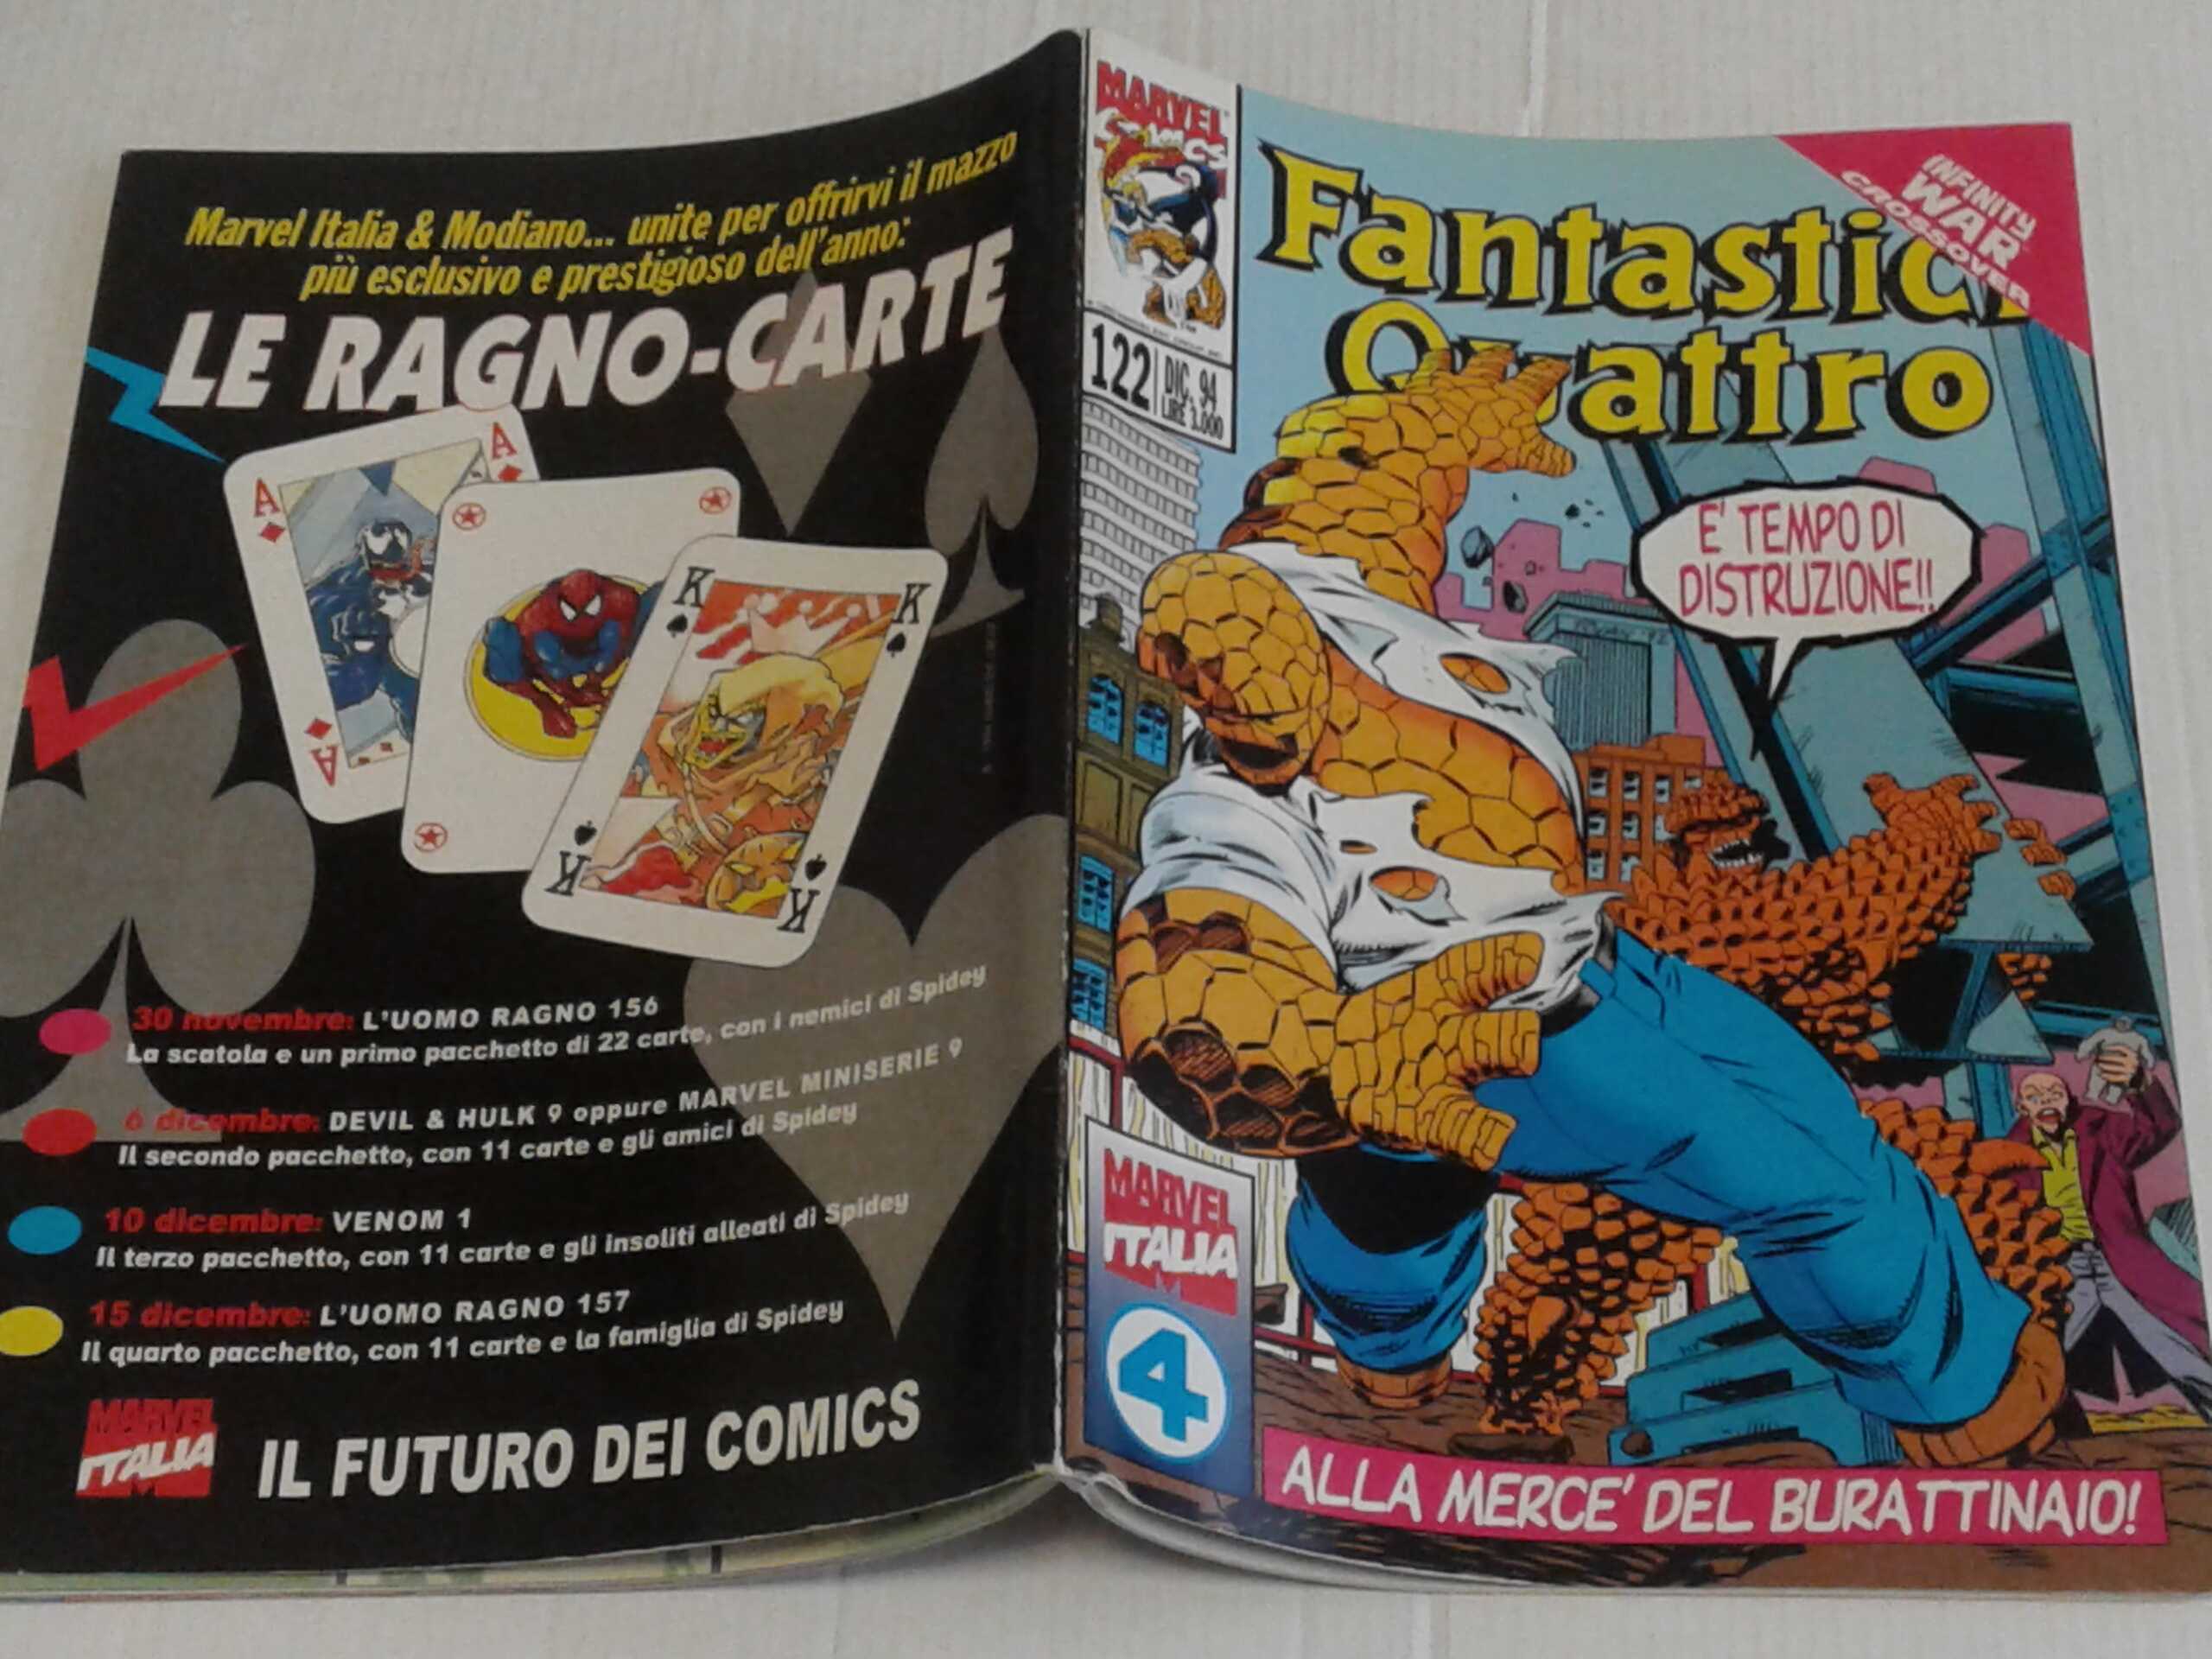 Marvel Italia & Modiano... unite per offrirvi il mazzo
più esclusivo e prestigioso dell'anno:
LE RAGNO-CARTE
A
A
A
K
K
K
K
30 novembre: L'UOMO RAGNO 156
La scatola e un primo pacchetto di 22 carte, con i nemici di Spidey
6 dicembre: DEVIL & HULK 9 oppure MARVEL MINISERIE 9
Il secondo pacchetto, con 11 carte e gli amici di Spidey
10 dicembre: VENOM 1
Il terzo pacchetto, con 11 carte e gli insoliti alleati di Spidey
15 dicembre: L'UOMO RAGNO 157
Il quarto pacchetto, con 11 carte e la famiglia di Spidey
MARVEL
ITALIA
IL FUTURO DEI COMICS
MARVEL
COMICS
122
DIC. 94
LIRE 3.000
Fantastici
Quattro
INFINITY
WAR
CROSSOVER
E' TEMPO DI
DISTRUZIONE!!
MARVEL
ITALIA
4
ALLA MERCE' DEL BURATTINAIO!